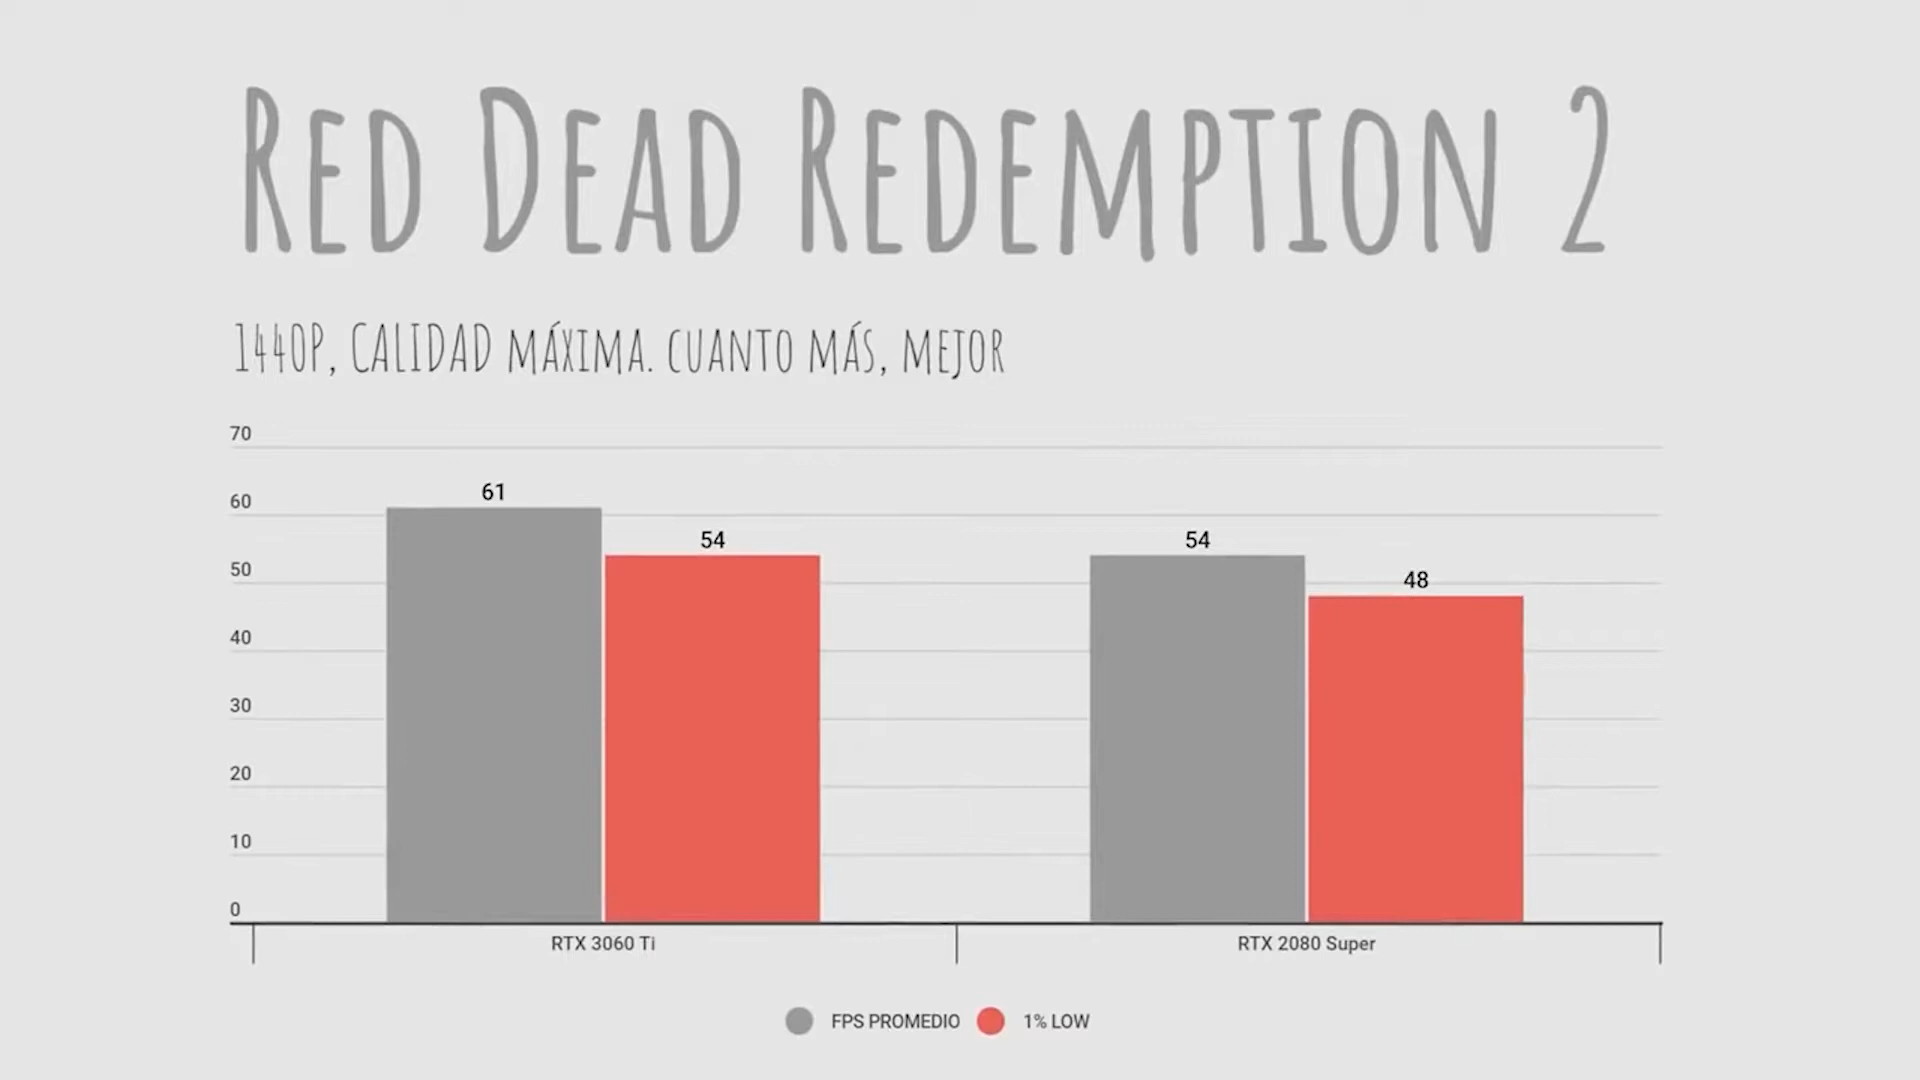 RED DEAD REDEMPTION 2
1440P, CALIDAD MÁXIMA. CUANTO MÁS, MEJOR
70
60
50
40
30
20
10
0
61
54
54
48
RTX 3060 Ti
RTX 2080 Super
FPS PROMEDIO
1% LOW